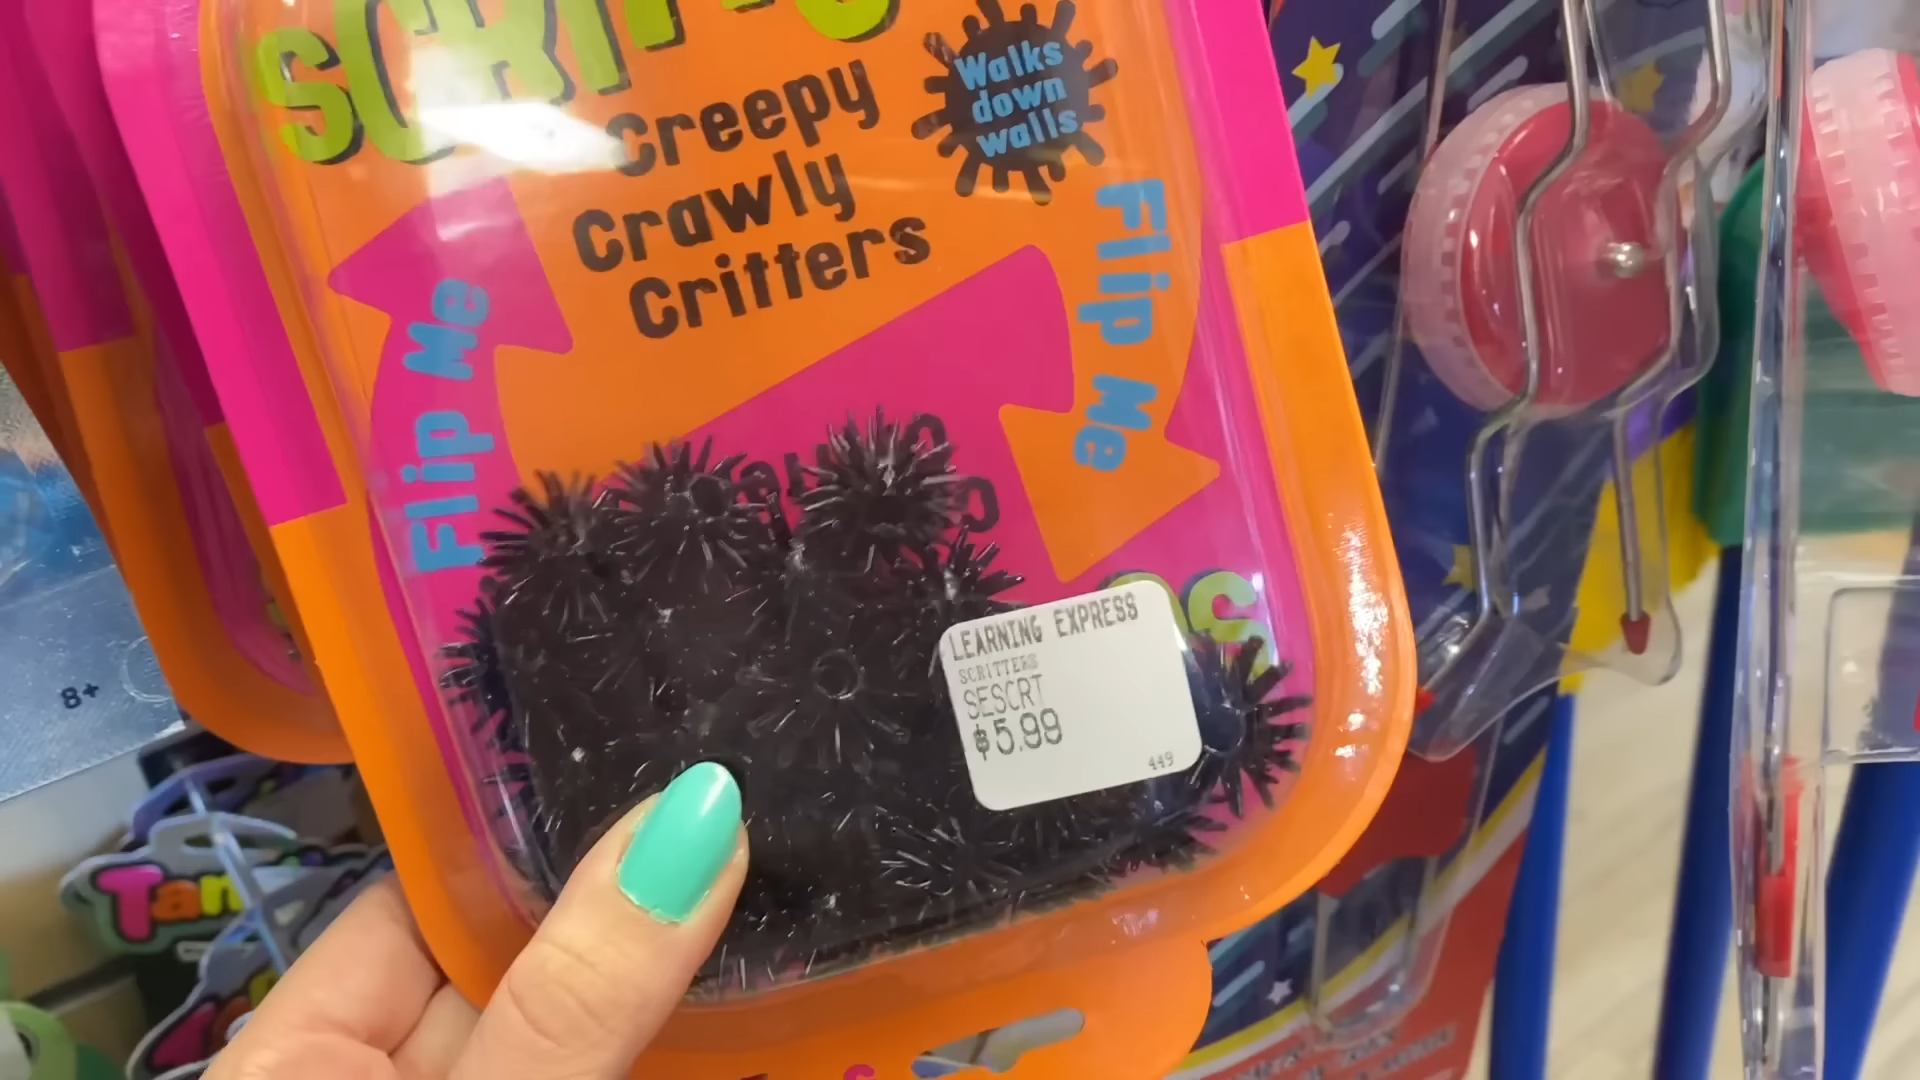 Creepy
Crawly
Critters
Walks
down
walls
Flip Me
Flip Me
LEARNING EXPRESS
SCRITTERS
SESCRT
$5.99
449
8+